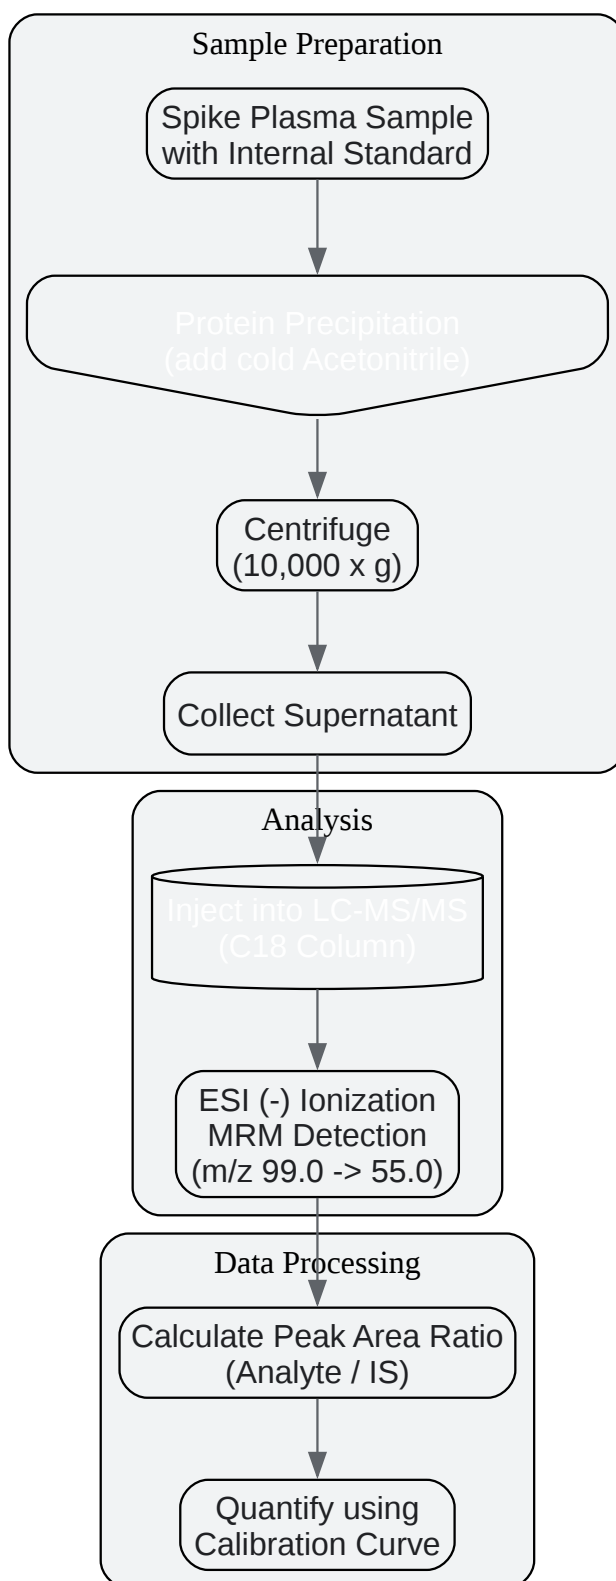 Sample Preparation
Spike Plasma Sample
with Internal Standard
Protein Precipitation
(add cold Acetonitrile)
Centrifuge
(10,000 x g)
Collect Supernatant
Analysis
Inject into LC-MS/MS
(C18 Column)
ESI (-) Ionization
MRM Detection
(m/z 99.0 -> 55.0)
Data Processing
Calculate Peak Area Ratio
(Analyte / IS)
Quantify using
Calibration Curve